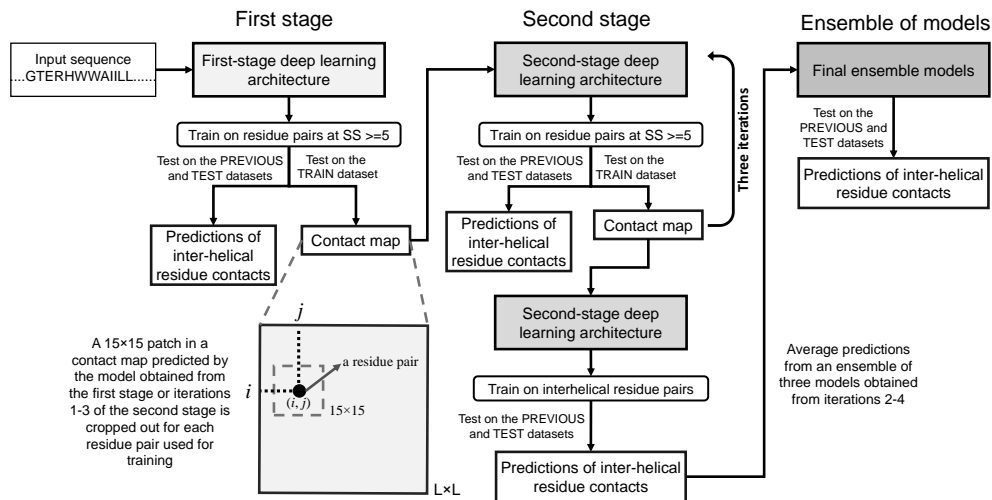 First stage
Second stage
Ensemble of models
Input sequence
....GTERHWWAIILL......
First-stage deep learning
architecture
Train on residue pairs at SS >=5
Test on the PREVIOUS
and TEST datasets
Test on the
TRAIN dataset
Predictions of
inter-helical
residue contacts
Contact map
A 15×15 patch in a
contact map predicted by
the model obtained from
the first stage or iterations
1-3 of the second stage is
cropped out for each
residue pair used for
training
j
a residue pair
i
(i, j)
15×15
L×L
Second-stage deep
learning architecture
Three iterations
Train on residue pairs at SS >=5
Test on the PREVIOUS
and TEST datasets
Test on the
TRAIN dataset
Predictions of
inter-helical
residue contacts
Contact map
Second-stage deep
learning architecture
Train on interhelical residue pairs
Test on the PREVIOUS
and TEST datasets
Predictions of inter-helical
residue contacts
Final ensemble models
Test on the
PREVIOUS and
TEST datasets
Predictions of inter-helical
residue contacts
Average predictions
from an ensemble of
three models obtained
from iterations 2-4